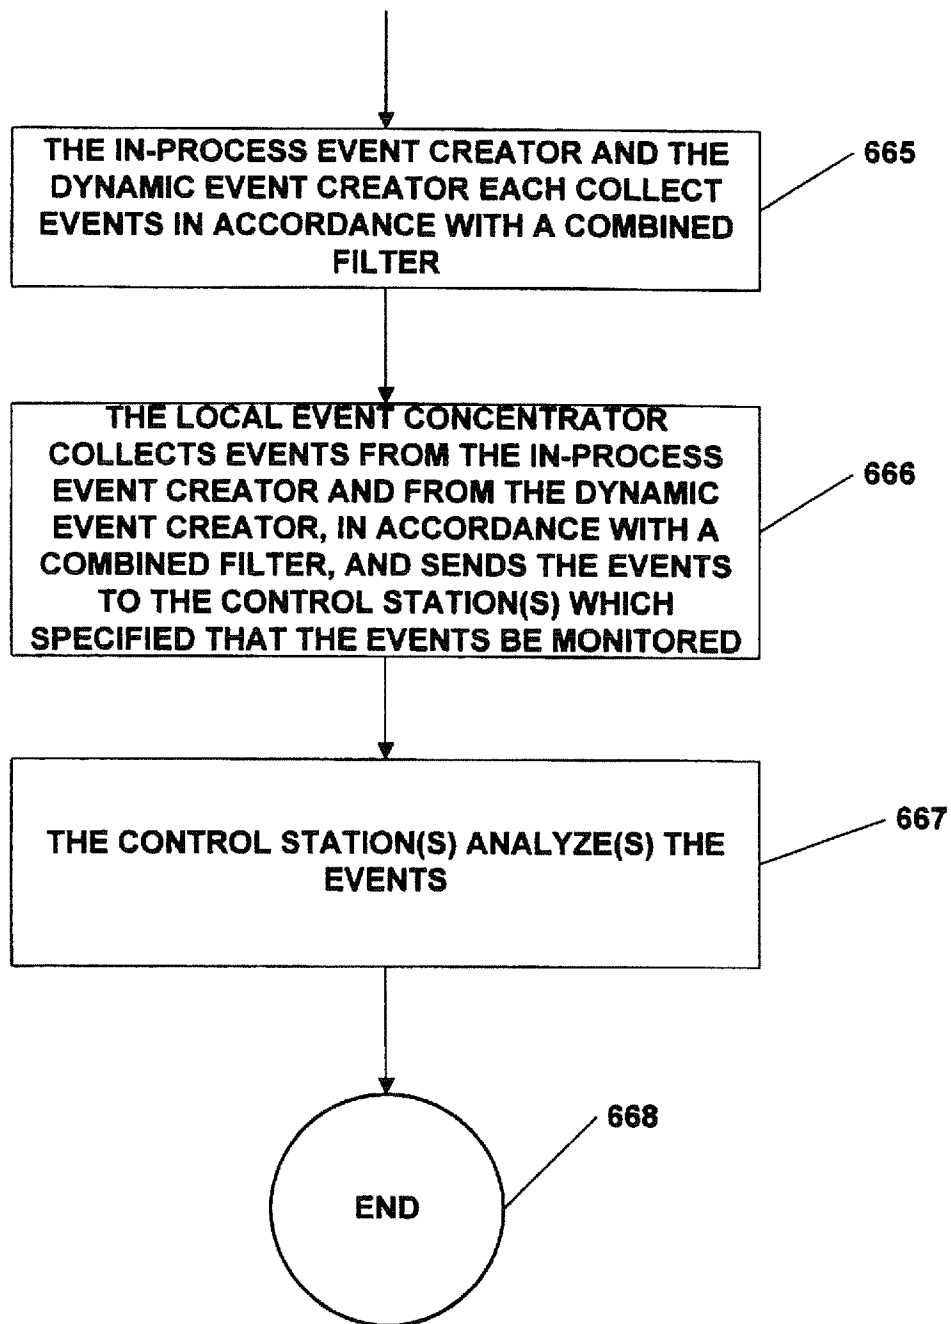 THE IN-PROCESS EVENT CREATOR AND THE
DYNAMIC EVENT CREATOR EACH COLLECT
EVENTS IN ACCORDANCE WITH A COMBINED
FILTER
665
THE LOCAL EVENT CONCENTRATOR
COLLECTS EVENTS FROM THE IN-PROCESS
EVENT CREATOR AND FROM THE DYNAMIC
EVENT CREATOR, IN ACCORDANCE WITH A
COMBINED FILTER, AND SENDS THE EVENTS
TO THE CONTROL STATION(S) WHICH
SPECIFIED THAT THE EVENTS BE MONITORED
666
THE CONTROL STATION(S) ANALYZE(S) THE
EVENTS
667
END
668